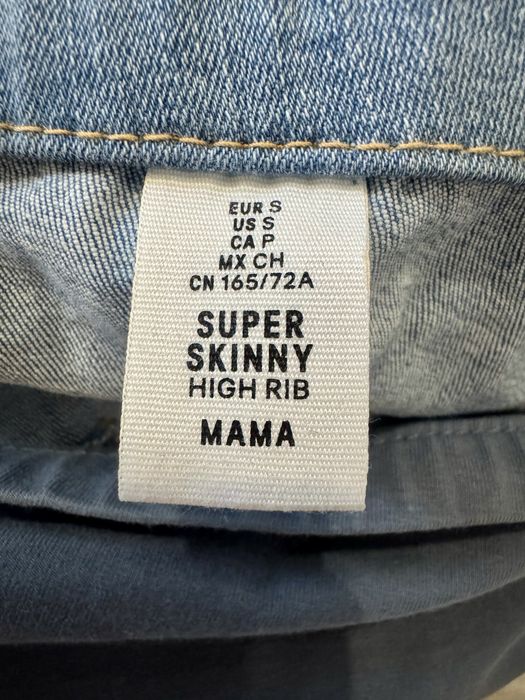 EUR S
US S
CA P
MX CH
CN 165/72A
SUPER
SKINNY
HIGH RIB
MAMA